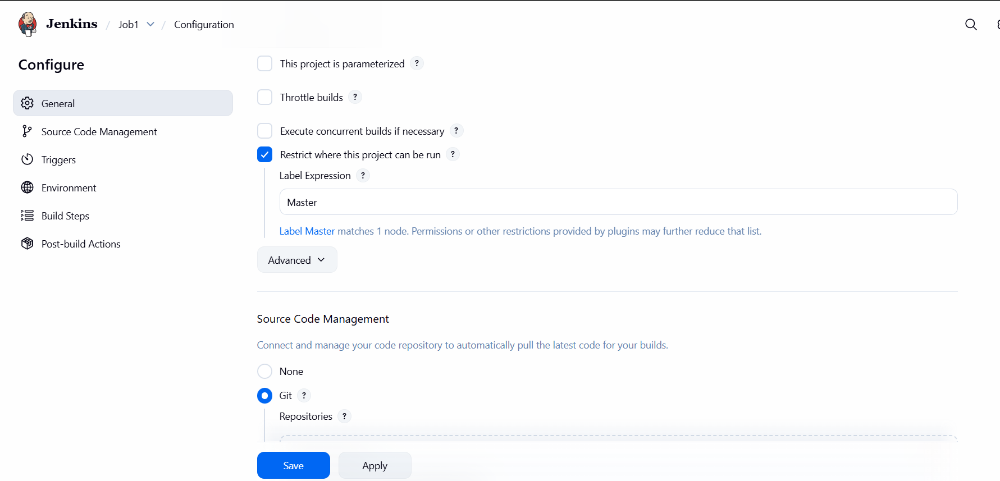 Jenkins / Job1 / Configuration
Configure
General
Source Code Management
Triggers
Environment
Build Steps
Post-build Actions
This project is parameterized ?
Throttle builds ?
Execute concurrent builds if necessary ?
Restrict where this project can be run ?
Label Expression ?
Master
Label Master matches 1 node. Permissions or other restrictions provided by plugins may further reduce that list.
Advanced
Source Code Management
Connect and manage your code repository to automatically pull the latest code for your builds.
None
Git ?
Repositories ?
Save
Apply